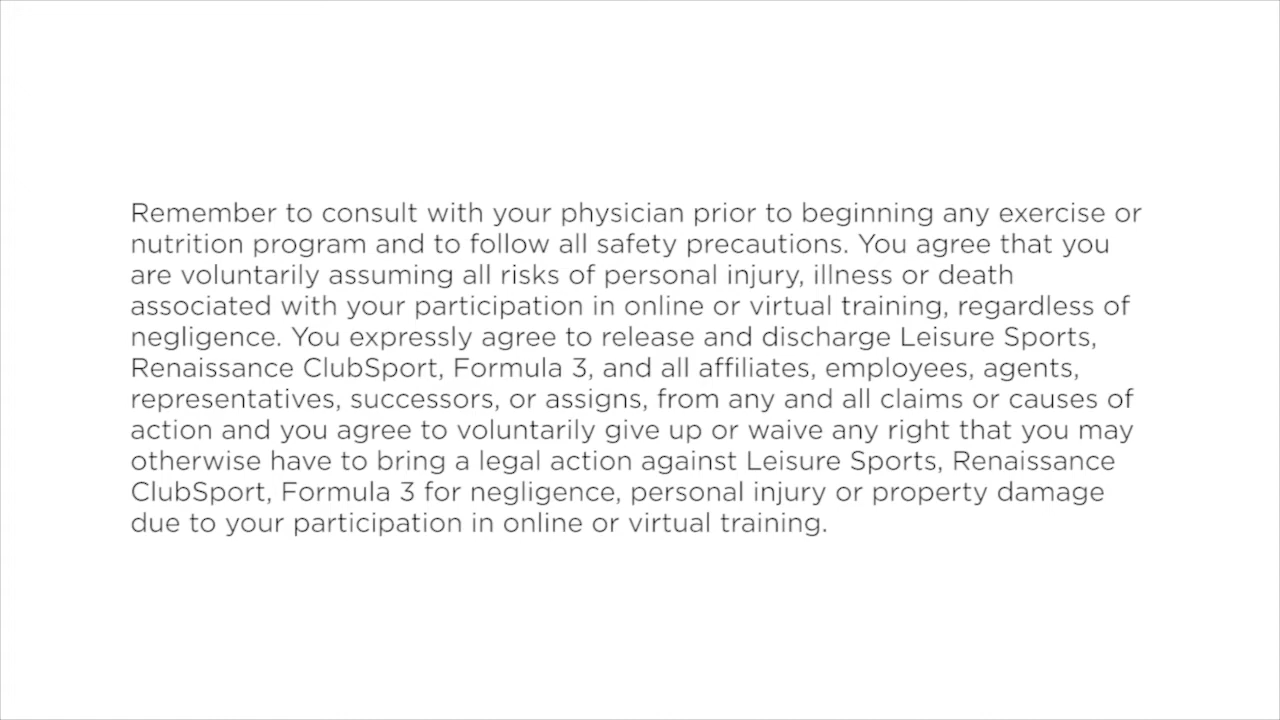 Remember to consult with your physician prior to beginning any exercise or
nutrition program and to follow all safety precautions. You agree that you
are voluntarily assuming all risks of personal injury, illness or death
associated with your participation in online or virtual training, regardless of
negligence. You expressly agree to release and discharge Leisure Sports,
Renaissance ClubSport, Formula 3, and all affiliates, employees, agents,
representatives, successors, or assigns, from any and all claims or causes of
action and you agree to voluntarily give up or waive any right that you may
otherwise have to bring a legal action against Leisure Sports, Renaissance
ClubSport, Formula 3 for negligence, personal injury or property damage
due to your participation in online or virtual training.